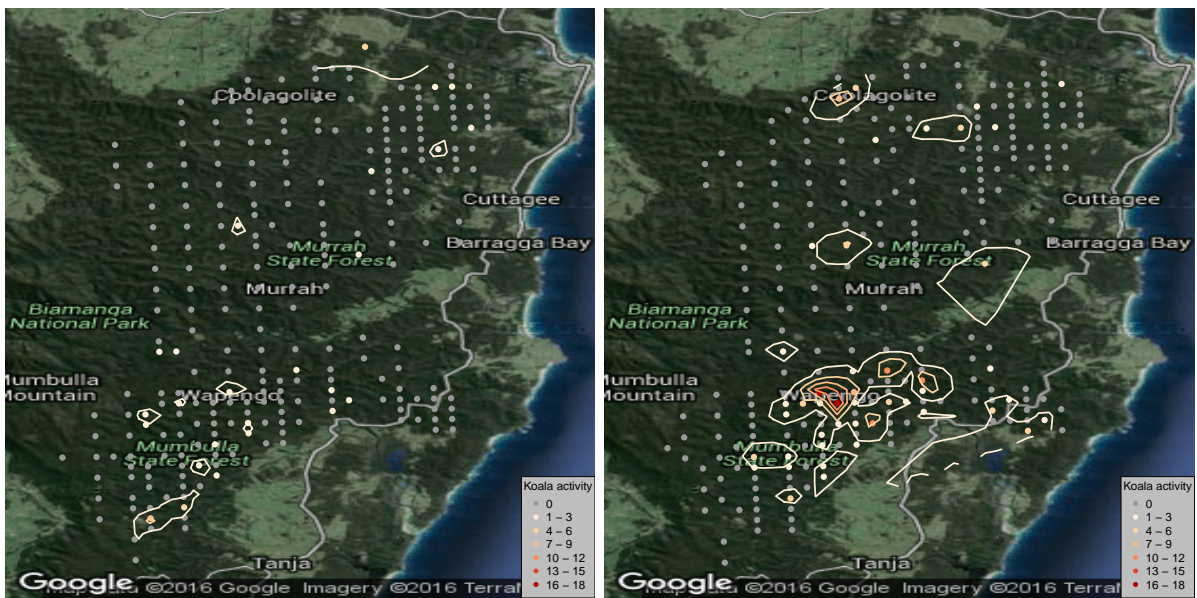 Coolagolite
Cuttagee
Murrah
State Forest
Barragga Bay
Murrah
Biamanga
National Park
Mumbulla
Mountain
Wapengo
Mumbulla
State Forest
Tanja
Google
©2016 Google Imagery ©2016 TerraM
Koala activity
0
1 – 3
4 – 6
7 – 9
10 – 12
13 – 15
16 – 18
Coolagolite
Cuttagee
Murrah
State Forest
Barragga Bay
Murrah
Biamanga
National Park
Mumbulla
Mountain
Wapengo
Mumbulla
State Forest
Tanja
Google
©2016 Google Imagery ©2016 TerraM
Koala activity
0
1 – 3
4 – 6
7 – 9
10 – 12
13 – 15
16 – 18